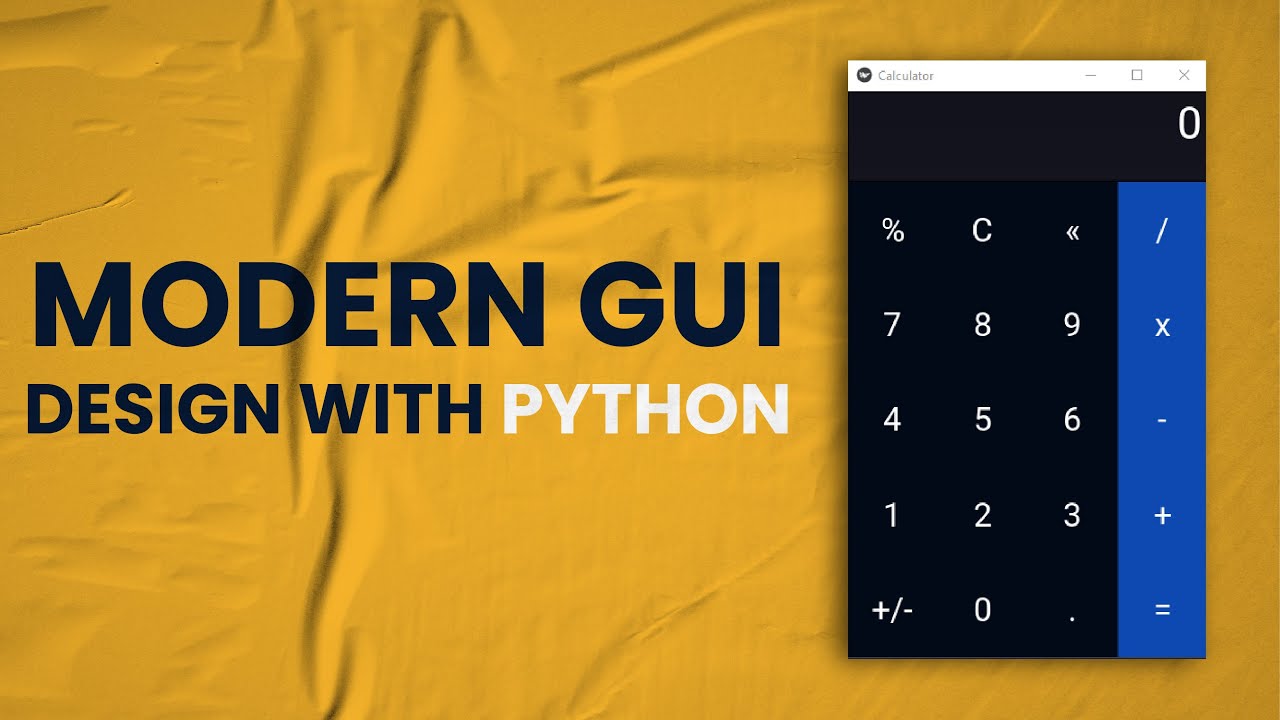 MODERN GUI
DESIGN WITH PYTHON
Calculator
0
% C « /
7 8 9 x
4 5 6 -
1 2 3 +
+/- 0 . =